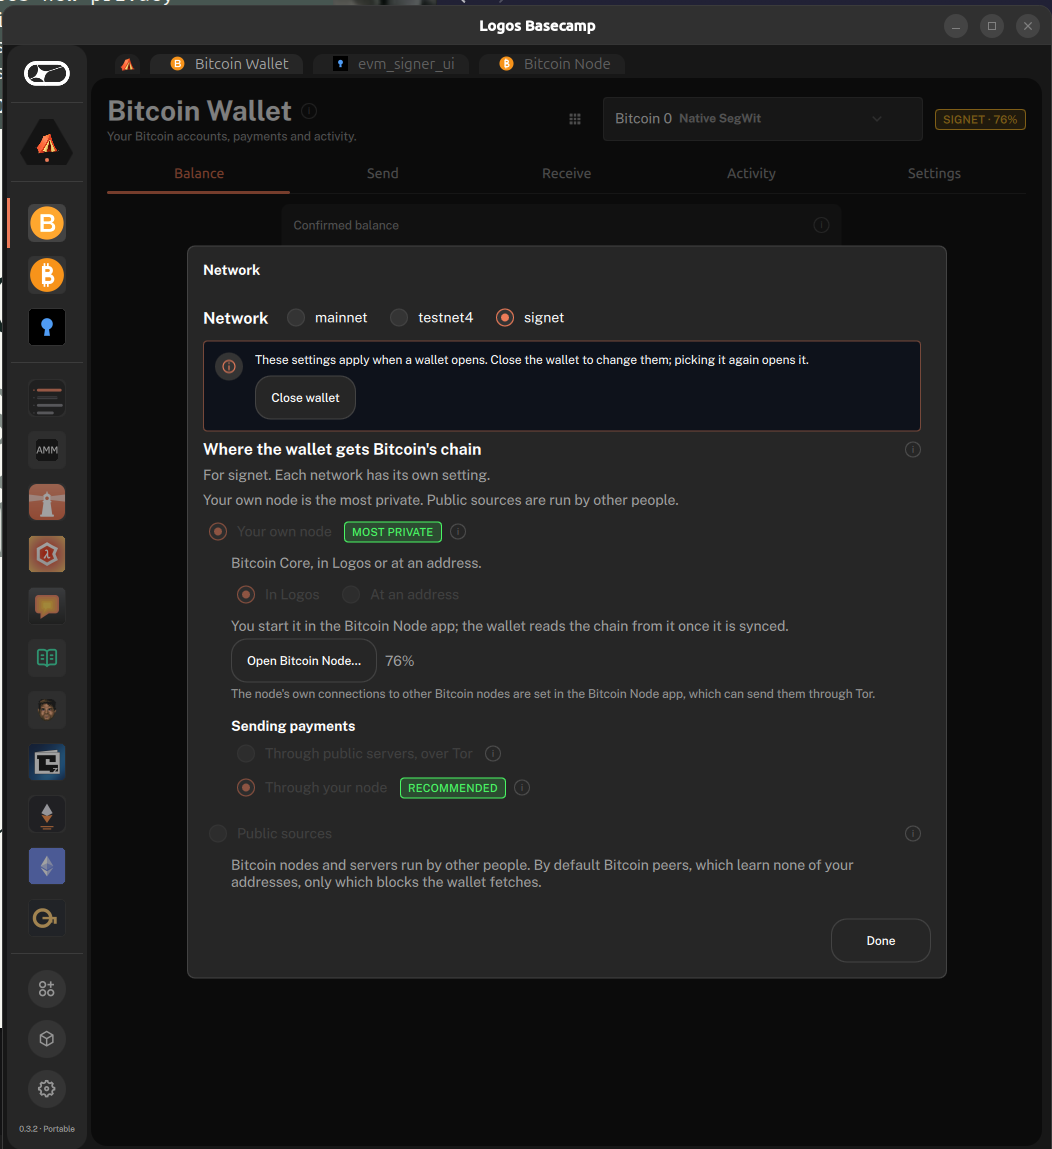 Logos Basecamp
Bitcoin Wallet
evm_signer_ui
Bitcoin Node
Bitcoin Wallet
Your Bitcoin accounts, payments and activity.
Bitcoin 0 Native SegWit
SIGNET · 76%
Balance
Send
Receive
Activity
Settings
Confirmed balance
Network
Network
mainnet
testnet4
signet
These settings apply when a wallet opens. Close the wallet to change them; picking it again opens it.
Close wallet
Where the wallet gets Bitcoin's chain
For signet. Each network has its own setting.
Your own node is the most private. Public sources are run by other people.
Your own node
MOST PRIVATE
Bitcoin Core, in Logos or at an address.
In Logos
At an address
You start it in the Bitcoin Node app; the wallet reads the chain from it once it is synced.
Open Bitcoin Node...
76%
The node's own connections to other Bitcoin nodes are set in the Bitcoin Node app, which can send them through Tor.
Sending payments
Through public servers, over Tor
Through your node
RECOMMENDED
Public sources
Bitcoin nodes and servers run by other people. By default Bitcoin peers, which learn none of your
addresses, only which blocks the wallet fetches.
Done
AMM
0.3.2 · Portable